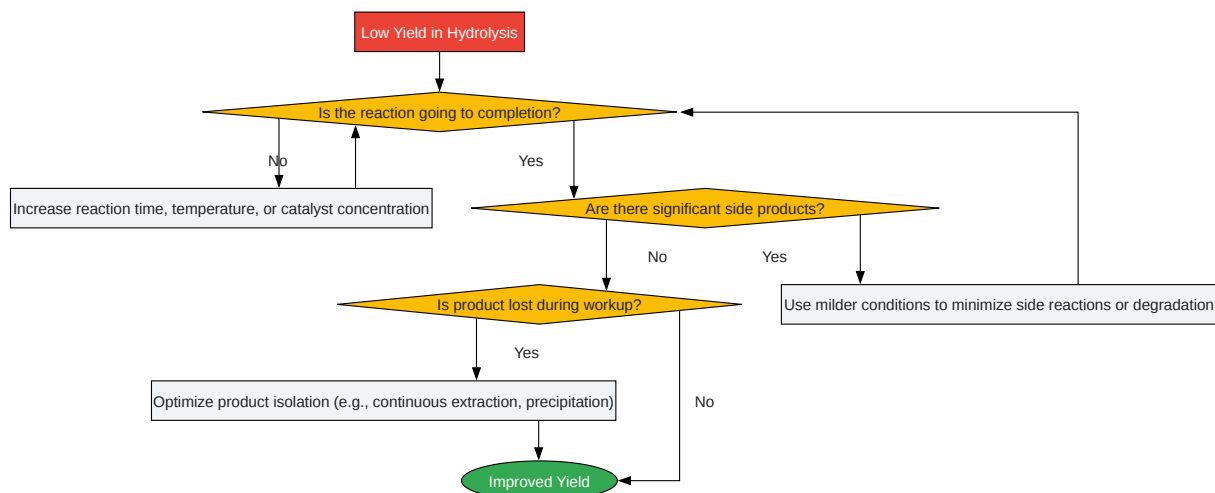 Low Yield in Hydrolysis
Is the reaction going to completion?
No
Yes
Increase reaction time, temperature, or catalyst concentration
Are there significant side products?
No
Yes
Is product lost during workup?
Use milder conditions to minimize side reactions or degradation
Yes
Optimize product isolation (e.g., continuous extraction, precipitation)
No
Improved Yield